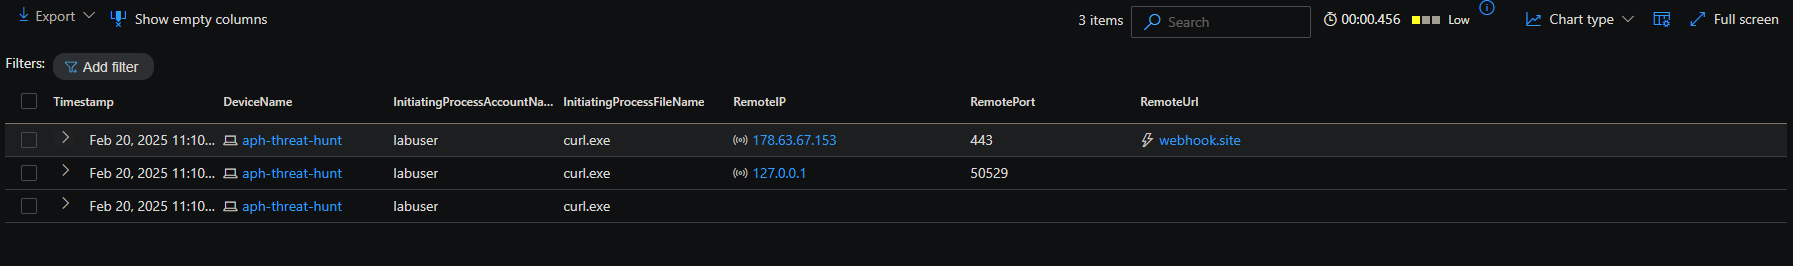 Export Show empty columns 3 items Search 00:00.456 Low Chart type Full screen
Filters: Add filter
Timestamp DeviceName InitiatingProcessAccountNa... InitiatingProcessFileName RemoteIP RemotePort RemoteUrl
Feb 20, 2025 11:10... aph-threat-hunt labuser curl.exe 178.63.67.153 443 webhook.site
Feb 20, 2025 11:10... aph-threat-hunt labuser curl.exe 127.0.0.1 50529
Feb 20, 2025 11:10... aph-threat-hunt labuser curl.exe